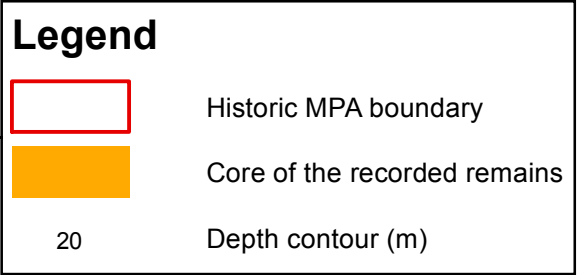 Legend
Historic MPA boundary
Core of the recorded remains
20 Depth contour (m)